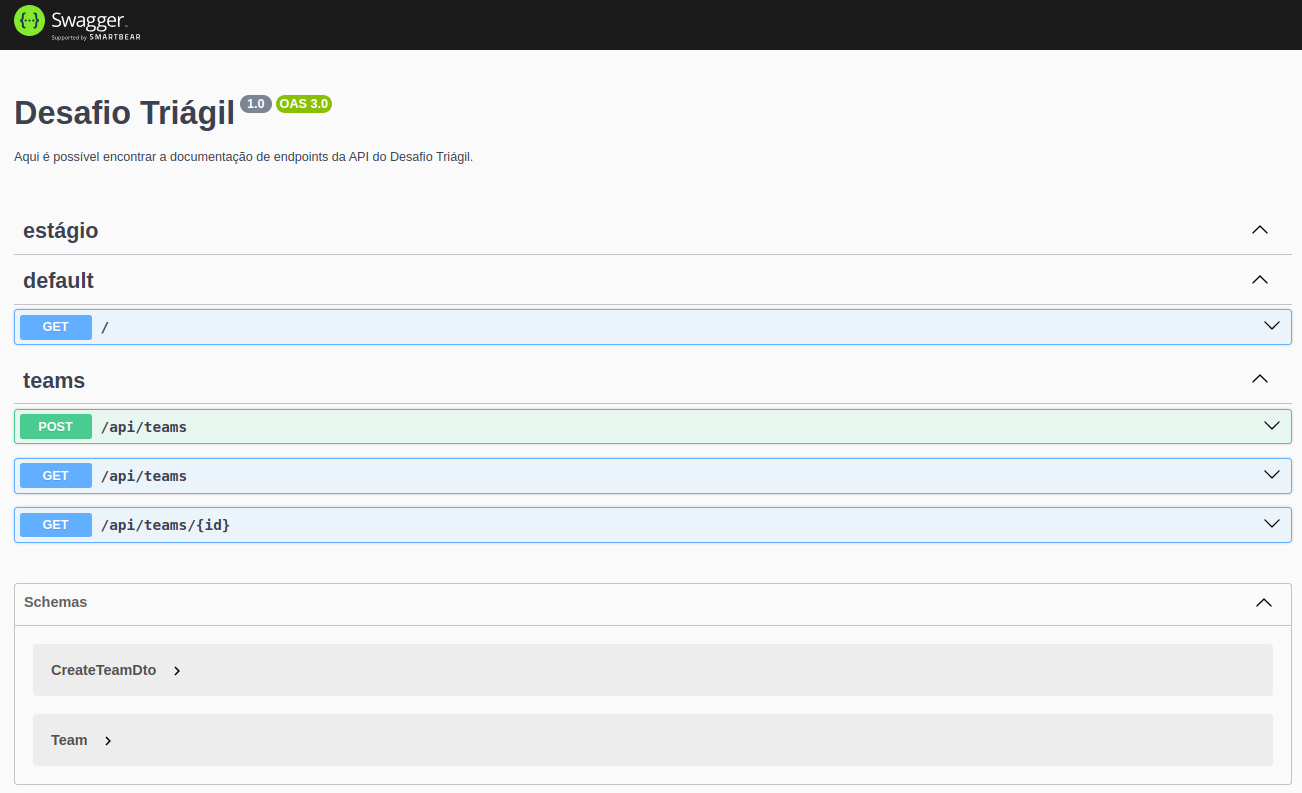 Swagger
Supported by SMARTBEAR
Desafio Triágil 1.0 OAS 3.0
Aqui é possível encontrar a documentação de endpoints da API do Desafio Triágil.
estágio
default
GET /
teams
POST /api/teams
GET /api/teams
GET /api/teams/{id}
Schemas
CreateTeamDto
Team